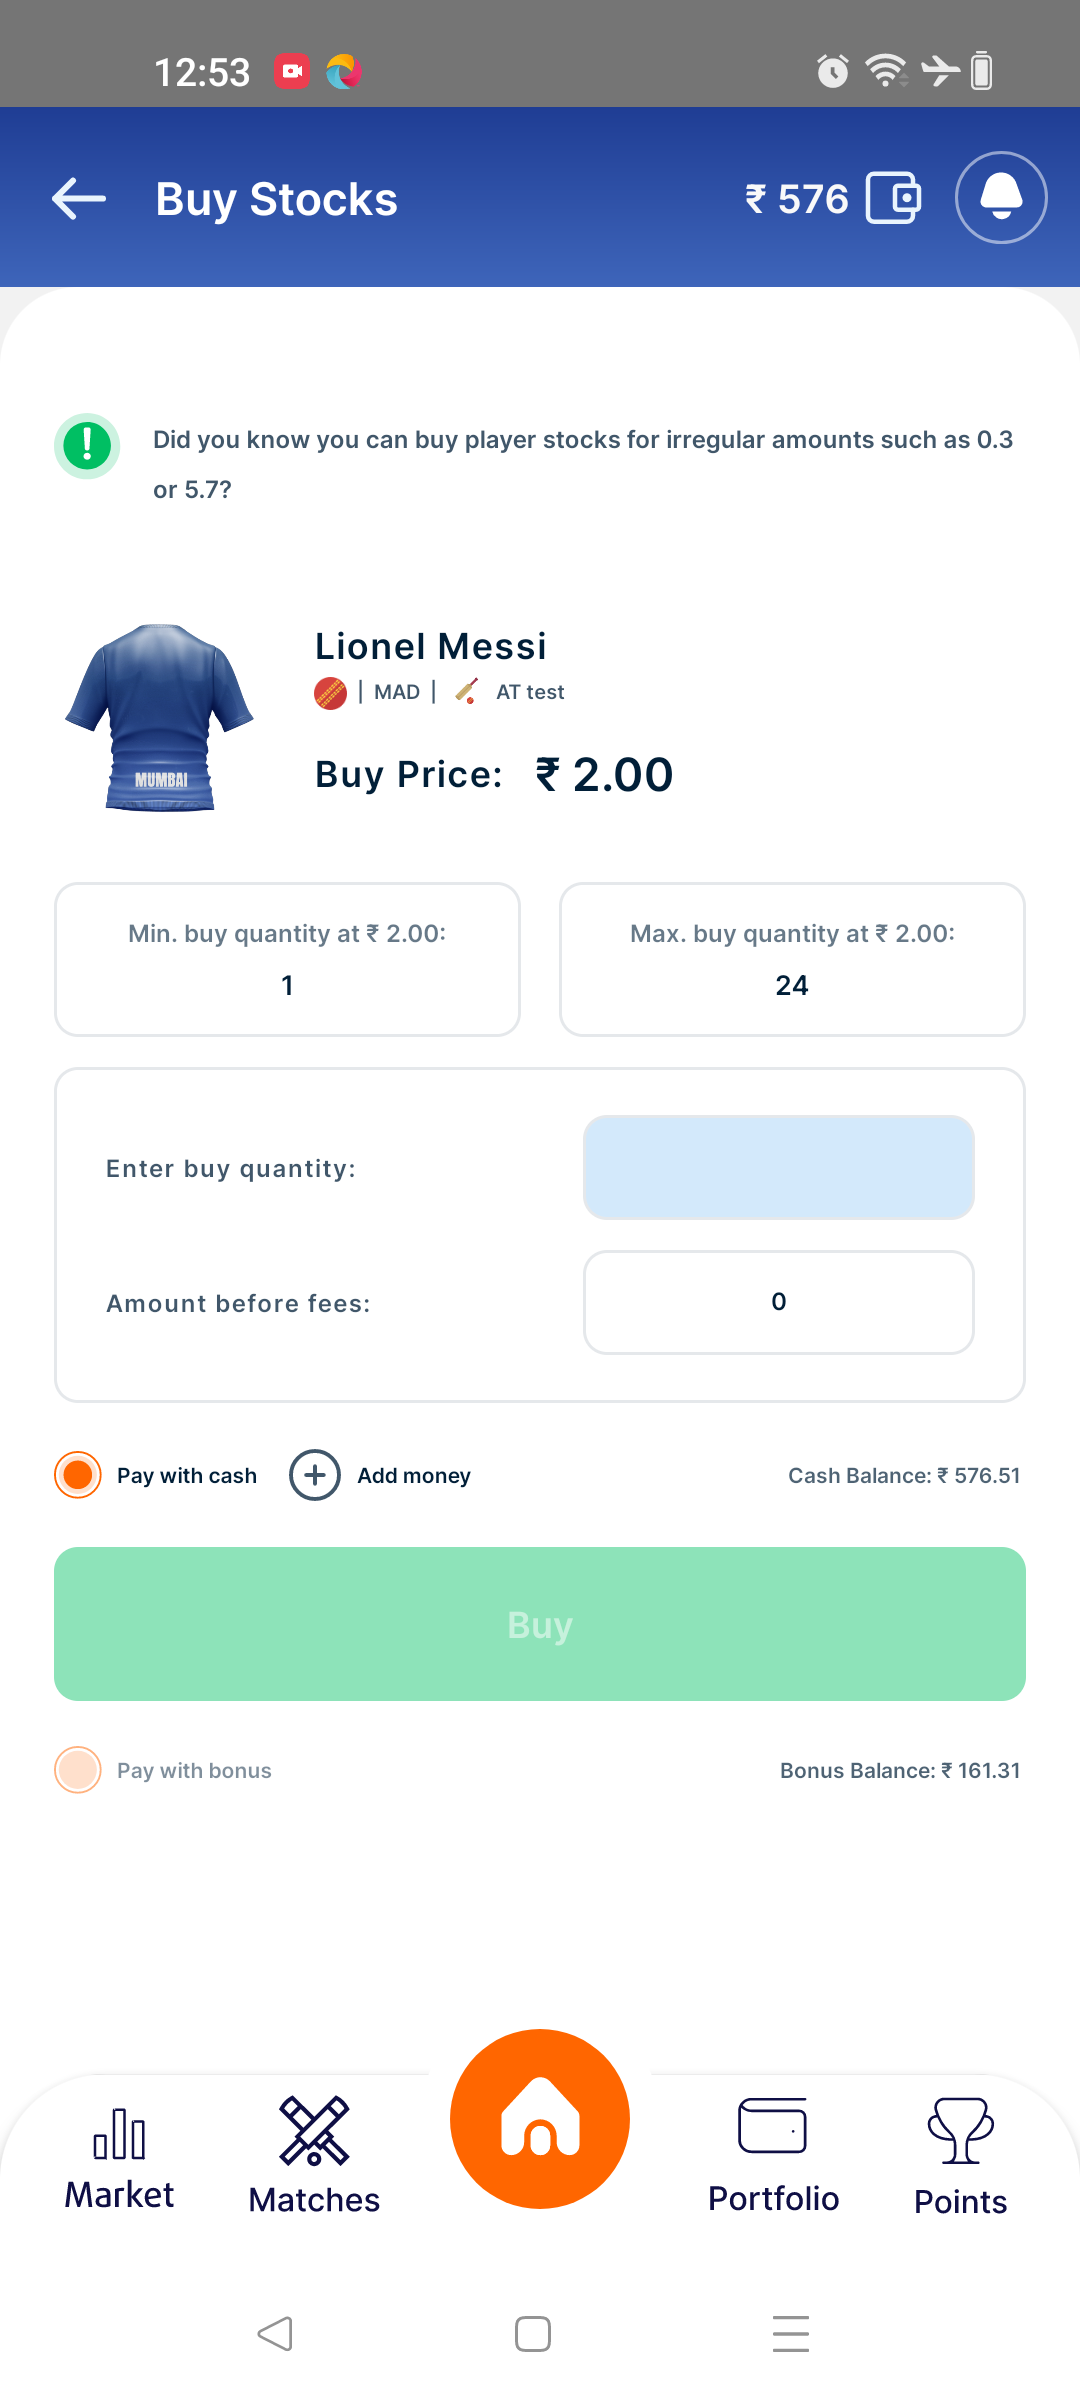 12:53
Buy Stocks
₹ 576
Did you know you can buy player stocks for irregular amounts such as 0.3
or 5.7?
MUMBAI
Lionel Messi
| MAD | AT test
Buy Price: ₹ 2.00
Min. buy quantity at ₹ 2.00:
1
Max. buy quantity at ₹ 2.00:
24
Enter buy quantity:
Amount before fees:
0
Pay with cash
Add money
Cash Balance: ₹ 576.51
Buy
Pay with bonus
Bonus Balance: ₹ 161.31
Market
Matches
Portfolio
Points